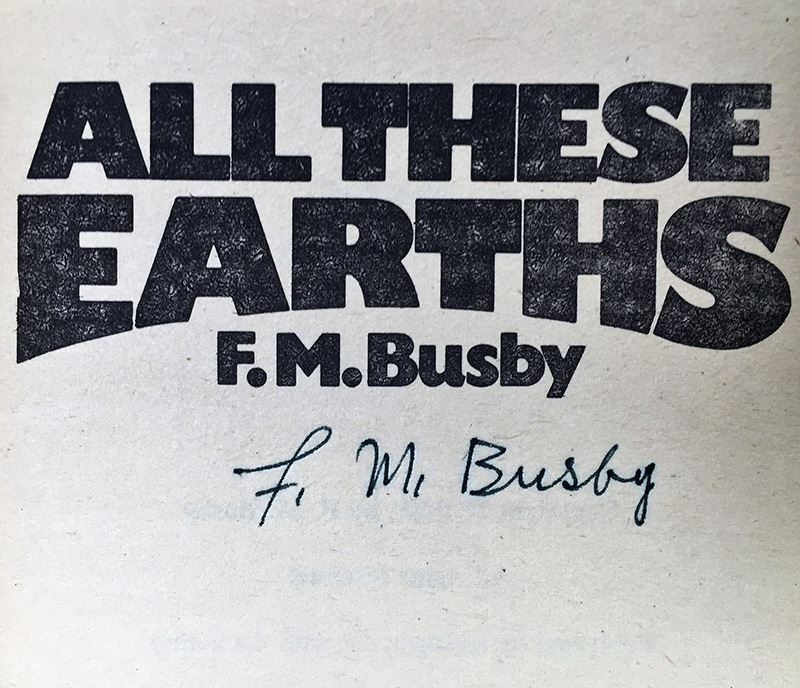 ALL THESE
EARTHS
F.M.Busby
F. M. Busby